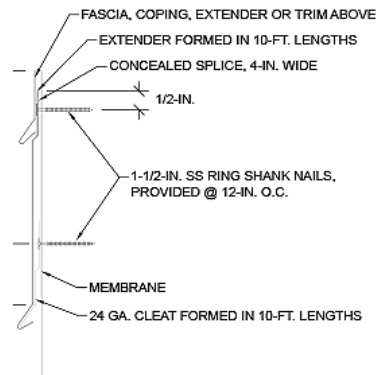 FASCIA, COPING, EXTENDER OR TRIM ABOVE
EXTENDER FORMED IN 10-FT. LENGTHS
CONCEALED SPLICE, 4-IN. WIDE
1/2-IN.
1-1/2-IN. SS RING SHANK NAILS,
PROVIDED @ 12-IN. O.C.
MEMBRANE
24 GA. CLEAT FORMED IN 10-FT. LENGTHS